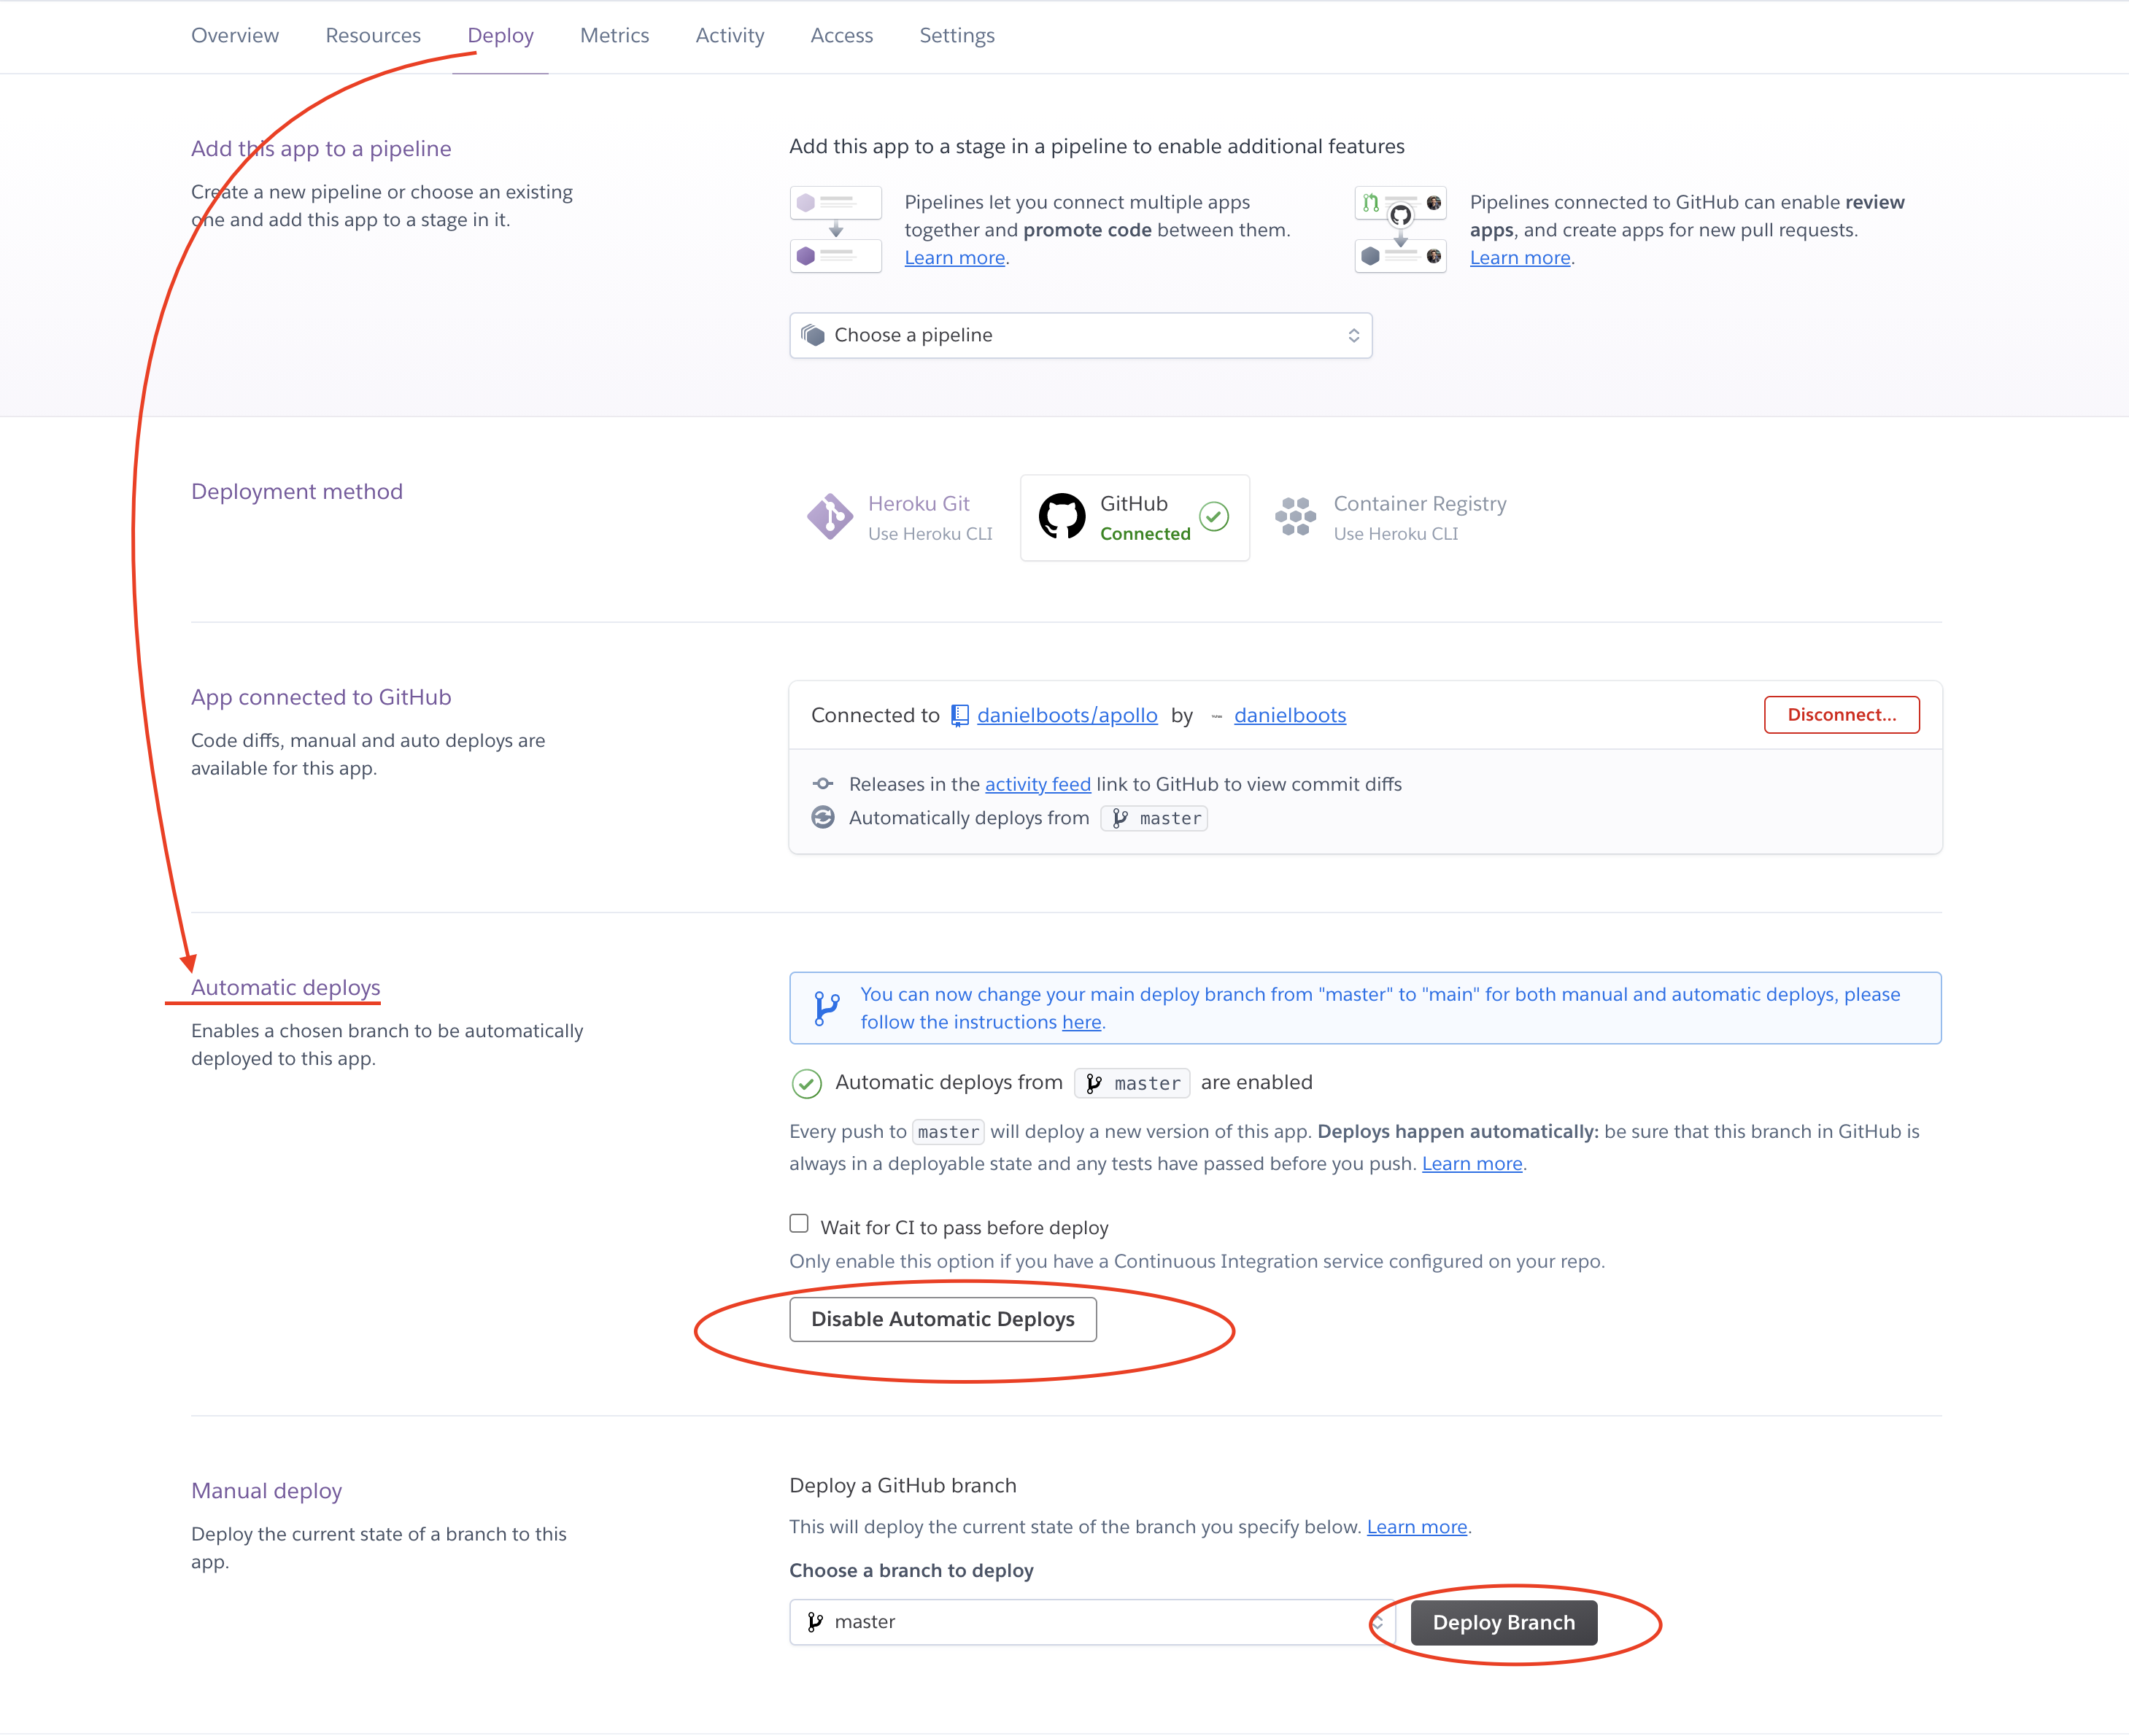 Overview Resources Deploy Metrics Activity Access Settings
Add this app to a pipeline
Create a new pipeline or choose an existing
one and add this app to a stage in it.
Add this app to a stage in a pipeline to enable additional features
Pipelines let you connect multiple apps
together and promote code between them.
Learn more.
Pipelines connected to GitHub can enable review
apps, and create apps for new pull requests.
Learn more.
Choose a pipeline
Deployment method
Heroku Git
Use Heroku CLI
GitHub
Connected
Container Registry
Use Heroku CLI
App connected to GitHub
Code diffs, manual and auto deploys are
available for this app.
Connected to danielboots/apollo by danielboots
Disconnect...
Releases in the activity feed link to GitHub to view commit diffs
Automatically deploys from master
Automatic deploys
Enables a chosen branch to be automatically
deployed to this app.
You can now change your main deploy branch from "master" to "main" for both manual and automatic deploys, please
follow the instructions here.
Automatic deploys from master are enabled
Every push to master will deploy a new version of this app. Deploys happen automatically: be sure that this branch in GitHub is
always in a deployable state and any tests have passed before you push. Learn more.
Wait for CI to pass before deploy
Only enable this option if you have a Continuous Integration service configured on your repo.
Disable Automatic Deploys
Manual deploy
Deploy the current state of a branch to this
app.
Deploy a GitHub branch
This will deploy the current state of the branch you specify below. Learn more.
Choose a branch to deploy
master
Deploy Branch